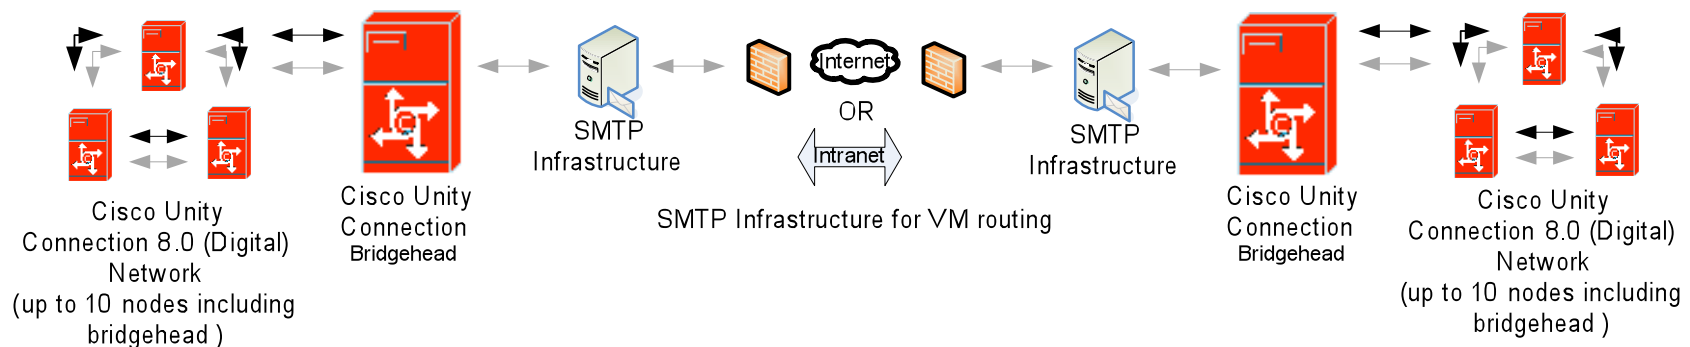 Cisco Unity
Connection 8.0 (Digital)
Network
(up to 10 nodes including
bridgehead )
Cisco Unity
Connection
Bridgehead
SMTP
Infrastructure
Internet
OR
Intranet
SMTP Infrastructure for VM routing
SMTP
Infrastructure
Cisco Unity
Connection
Bridgehead
Cisco Unity
Connection 8.0 (Digital)
Network
(up to 10 nodes including
bridgehead )